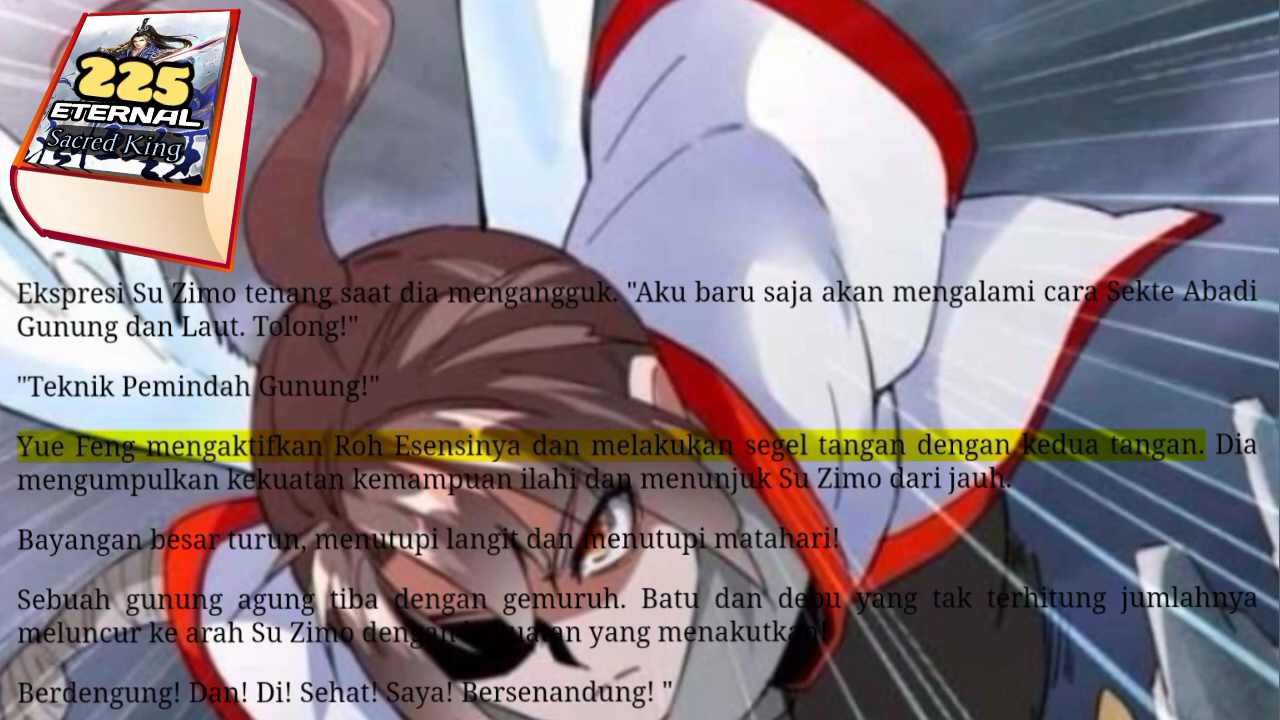 225
ETERNAL
Sacred King
Ekspresi Su Zimo tenang saat dia mengangguk. "Aku baru saja akan mengalami cara Sekte Abadi
Gunung dan Laut. Tolong!"
"Teknik Pemindah Gunung!"
Yue Feng mengaktifkan Roh Esensinya dan melakukan segel tangan dengan kedua tangan. Dia
mengumpulkan kekuatan kemampuan ilahi dan menunjuk Su Zimo dari jauh.
Bayangan besar turun, menutupi langit dan menutupi matahari!
Sebuah gunung agung tiba dengan gemuruh. Batu dan debu yang tak terhitung jumlahnya
meluncur ke arah Su Zimo dengan kekuatan yang menakutkan!
Berdengung! Dan! Di! Sehat! Saya! Bersenandung! "